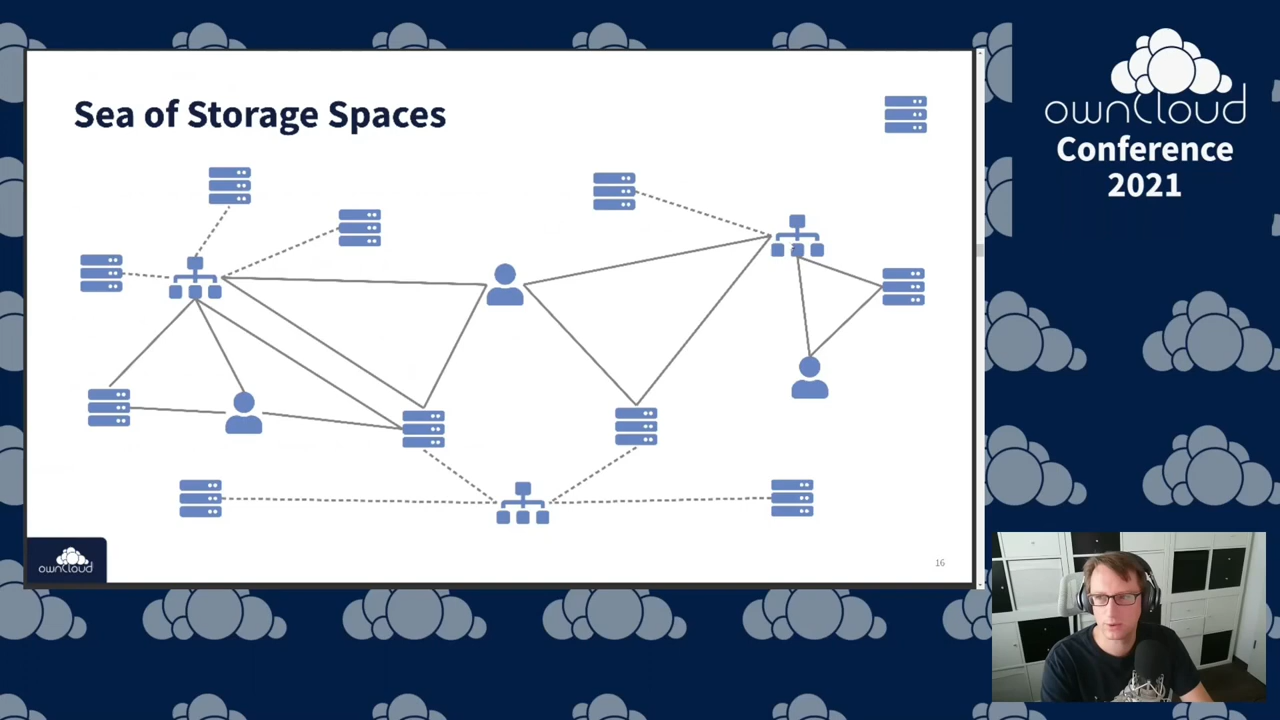 Sea of Storage Spaces
ownCloud
Conference
2021
ownCloud
16